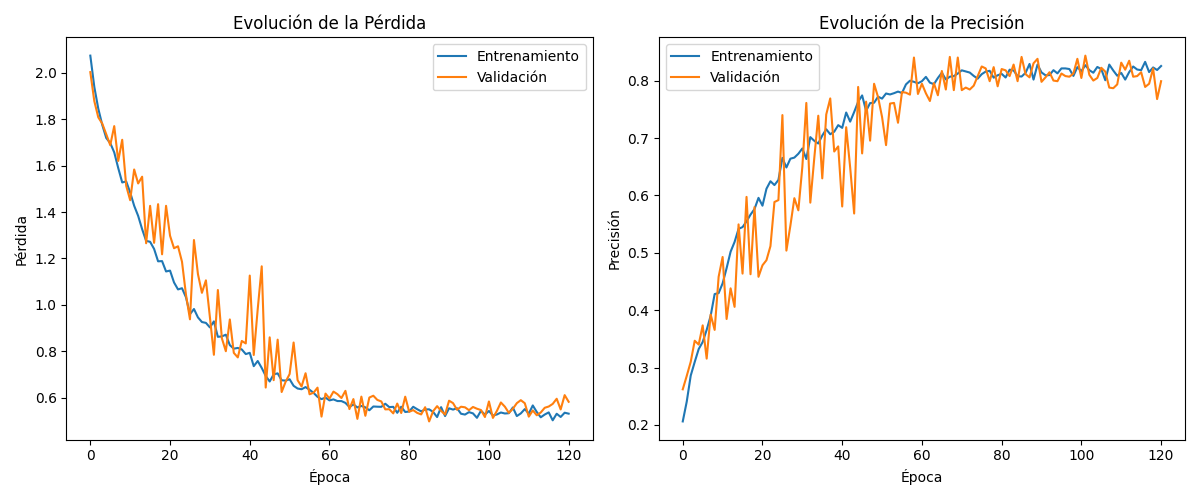 Evolución de la Pérdida
Pérdida
2.0
1.8
1.6
1.4
1.2
1.0
0.8
0.6
Entrenamiento
Validación
0 20 40 60 80 100 120
Época
Evolución de la Precisión
Precisión
0.8
0.7
0.6
0.5
0.4
0.3
0.2
Entrenamiento
Validación
0 20 40 60 80 100 120
Época